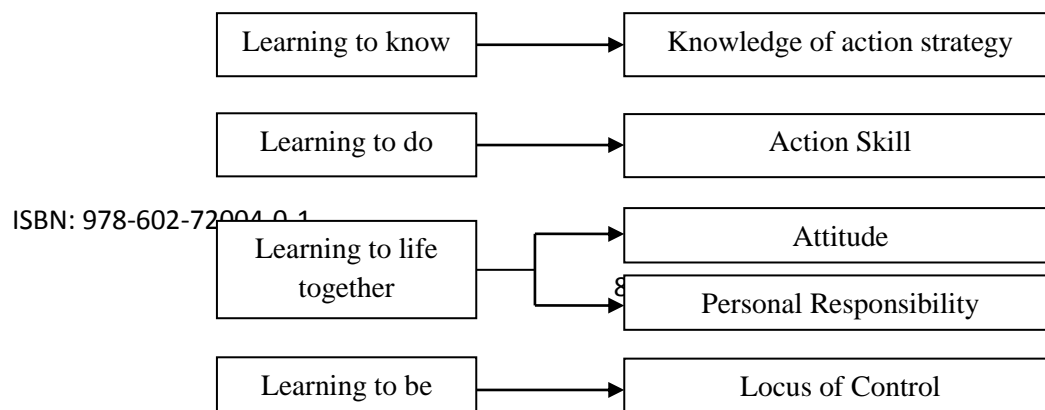 Learning to know
Knowledge of action strategy
Learning to do
Action Skill
ISBN: 978-602-72004-0-1
Learning to life
together
Attitude
8
Personal Responsibility
Learning to be
Locus of Control